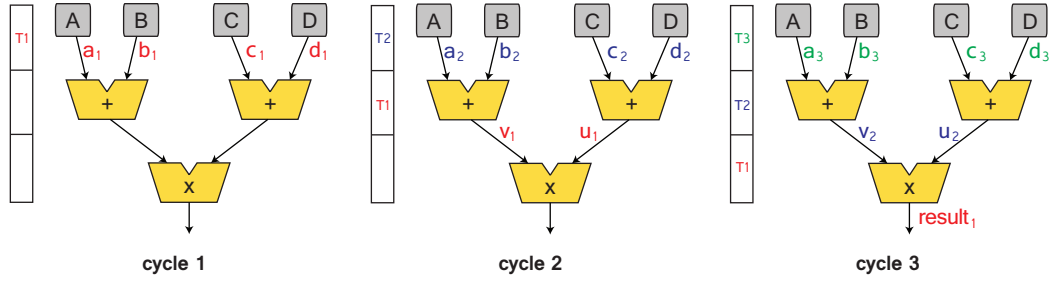 T1 A B C D
a1 b1 c1 d1
+ +
x
cycle 1
T2 A B C D
a2 b2 c2 d2
T1 + +
v1 u1
x
cycle 2
T3 A B C D
a3 b3 c3 d3
T2 + +
v2 u2
T1 x
result1
cycle 3